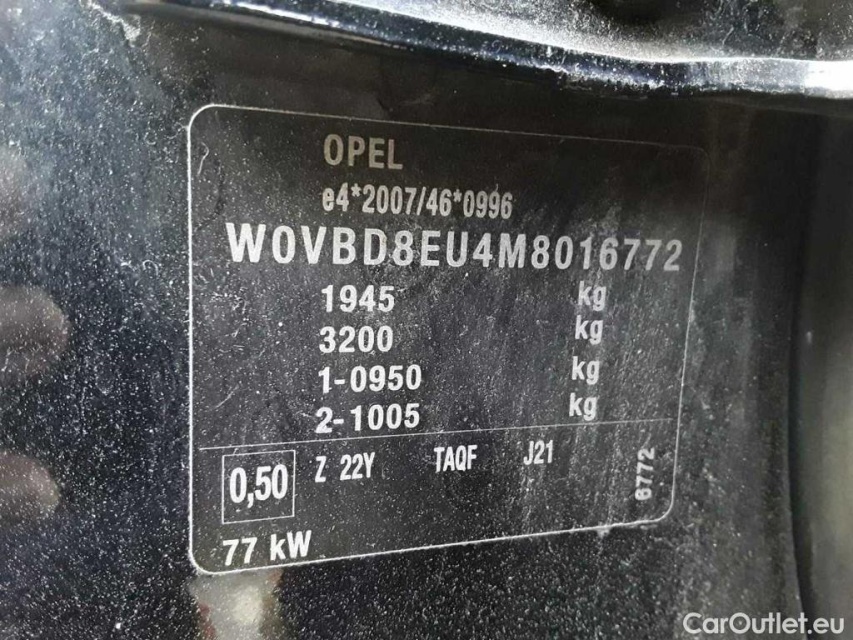 OPEL
e4*2007/46*0996
W0VBD8EU4M8016772
1945 kg
3200 kg
1-0950 kg
2-1005 kg
0,50 Z 22Y TAQF J21
6772
77 kW
CarOutlet.eu